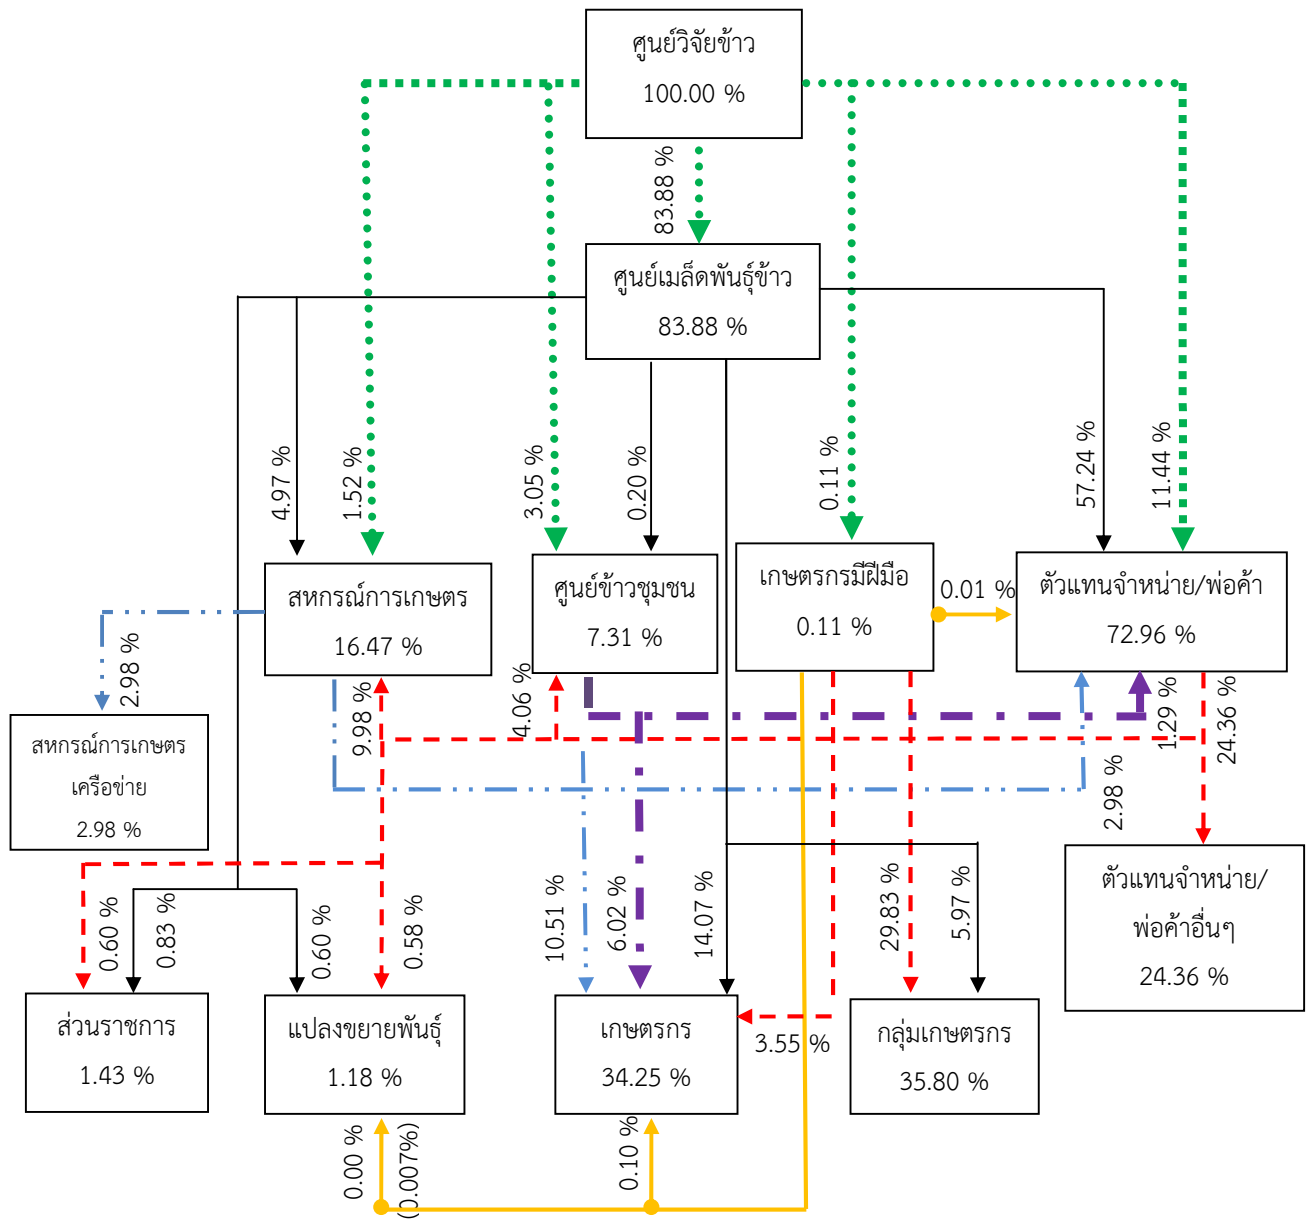 ศูนย์วิจัยข้าว
100.00 %
83.88 %
ศูนย์เมล็ดพันธุ์ข้าว
83.88 %
4.97 %
1.52 %
3.05 %
0.20 %
0.11 %
57.24 %
11.44 %
สหกรณ์การเกษตร
16.47 %
ศูนย์ข้าวชุมชน
7.31 %
เกษตรกรมีฝีมือ
0.11 %
0.01 %
ตัวแทนจำหน่าย/พ่อค้า
72.96 %
2.98 %
9.98 %
4.06 %
1.29 %
24.36 %
2.98 %
สหกรณ์การเกษตร
เครือข่าย
2.98 %
ตัวแทนจำหน่าย/
พ่อค้าอื่นๆ
24.36 %
0.60 %
0.83 %
0.60 %
0.58 %
10.51 %
6.02 %
14.07 %
29.83 %
5.97 %
ส่วนราชการ
1.43 %
แปลงขยายพันธุ์
1.18 %
เกษตรกร
34.25 %
3.55 %
กลุ่มเกษตรกร
35.80 %
0.00 %
(0.007%)
0.10 %